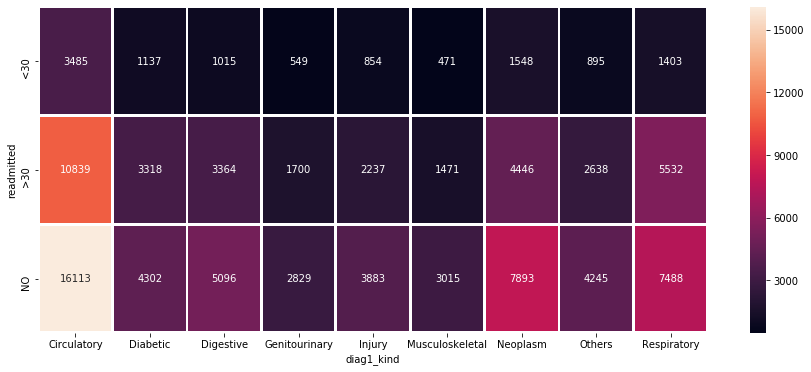 <30
3485 1137 1015 549 854 471 1548 895 1403
readmitted
>30
10839 3318 3364 1700 2237 1471 4446 2638 5532
NO
16113 4302 5096 2829 3883 3015 7893 4245 7488
Circulatory Diabetic Digestive Genitourinary Injury Musculoskeletal Neoplasm Others Respiratory
diag1_kind
15000
12000
9000
6000
3000